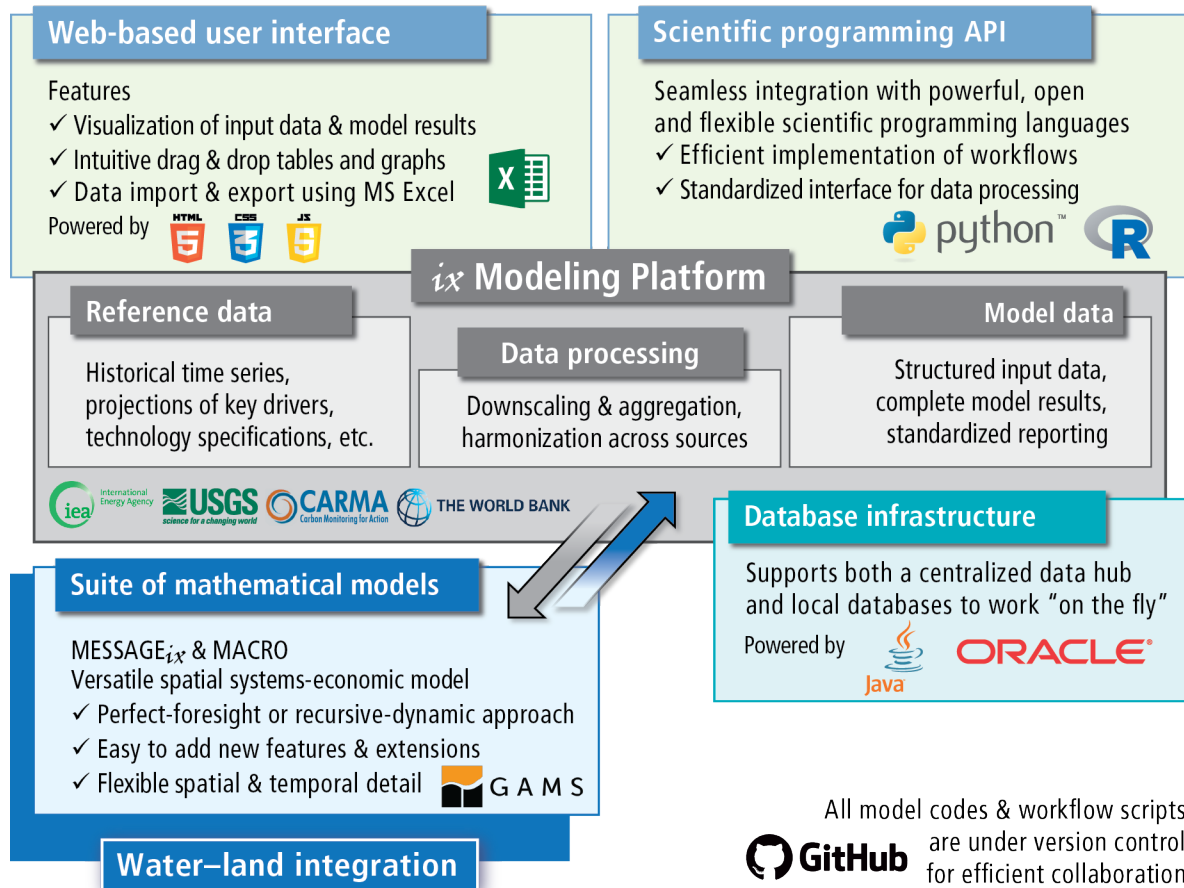 Web-based user interface
Features
✓ Visualization of input data & model results
✓ Intuitive drag & drop tables and graphs
✓ Data import & export using MS Excel
X
Powered by
HTML
5
CSS
3
JS
5
Scientific programming API
Seamless integration with powerful, open
and flexible scientific programming languages
✓ Efficient implementation of workflows
✓ Standardized interface for data processing
python™
R
ix Modeling Platform
Reference data
Historical time series,
projections of key drivers,
technology specifications, etc.
Data processing
Downscaling & aggregation,
harmonization across sources
Model data
Structured input data,
complete model results,
standardized reporting
iea
International
Energy Agency
USGS
science for a changing world
CARMA
Carbon Monitoring for Action
THE WORLD BANK
Database infrastructure
Supports both a centralized data hub
and local databases to work “on the fly”
Powered by
Java
ORACLE®
Suite of mathematical models
MESSAGEix & MACRO
Versatile spatial systems-economic model
✓ Perfect-foresight or recursive-dynamic approach
✓ Easy to add new features & extensions
✓ Flexible spatial & temporal detail
GAMS
Water–land integration
All model codes & workflow scripts
are under version control
for efficient collaboration
GitHub